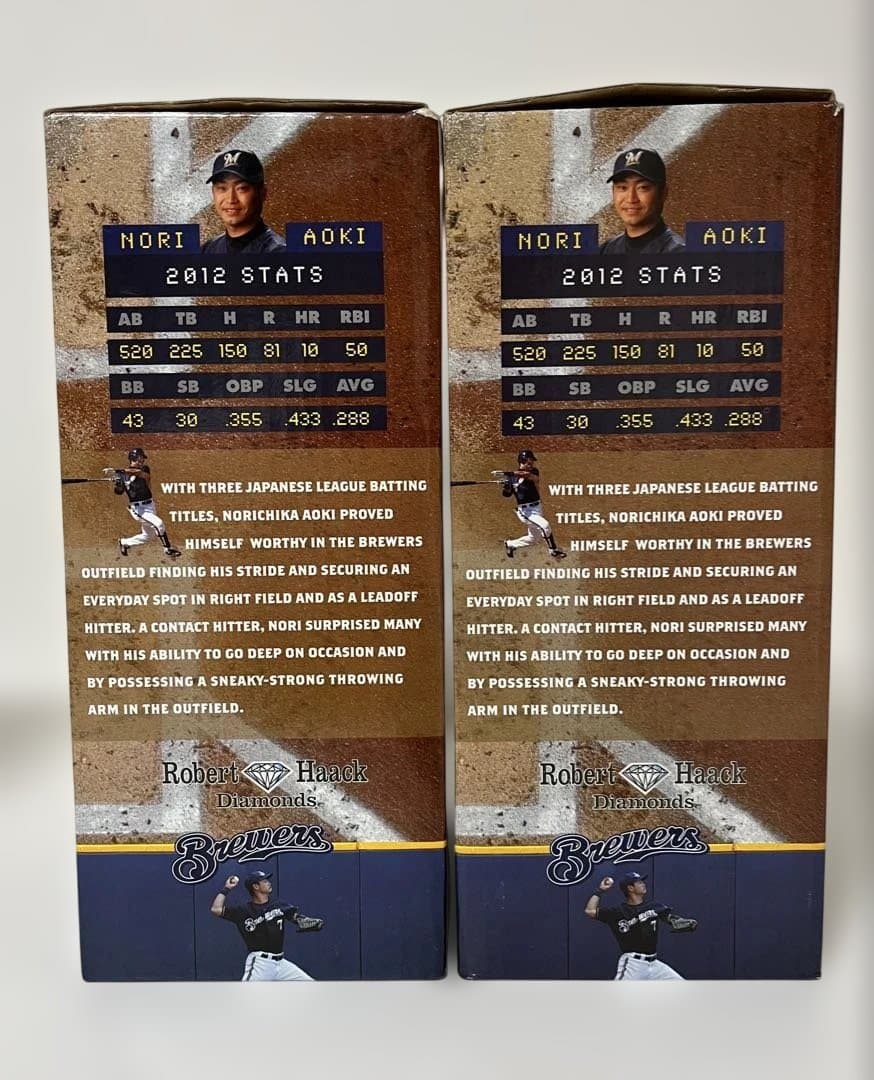 NORI AOKI
2012 STATS
AB TB H R HR RBI
520 225 150 81 10 50
BB SB OBP SLG AVG
43 30 .355 .433 .288
WITH THREE JAPANESE LEAGUE BATTING
TITLES, NORICHIKA AOKI PROVED
HIMSELF WORTHY IN THE BREWERS
OUTFIELD FINDING HIS STRIDE AND SECURING AN
EVERYDAY SPOT IN RIGHT FIELD AND AS A LEADOFF
HITTER. A CONTACT HITTER, NORI SURPRISED MANY
WITH HIS ABILITY TO GO DEEP ON OCCASION AND
BY POSSESSING A SNEAKY-STRONG THROWING
ARM IN THE OUTFIELD.
Robert Haack
Diamonds
Brewers
BREWERS
7
NORI AOKI
2012 STATS
AB TB H R HR RBI
520 225 150 81 10 50
BB SB OBP SLG AVG
43 30 .355 .433 .288
WITH THREE JAPANESE LEAGUE BATTING
TITLES, NORICHIKA AOKI PROVED
HIMSELF WORTHY IN THE BREWERS
OUTFIELD FINDING HIS STRIDE AND SECURING AN
EVERYDAY SPOT IN RIGHT FIELD AND AS A LEADOFF
HITTER. A CONTACT HITTER, NORI SURPRISED MANY
WITH HIS ABILITY TO GO DEEP ON OCCASION AND
BY POSSESSING A SNEAKY-STRONG THROWING
ARM IN THE OUTFIELD.
Robert Haack
Diamonds
Brewers
BREWERS
7